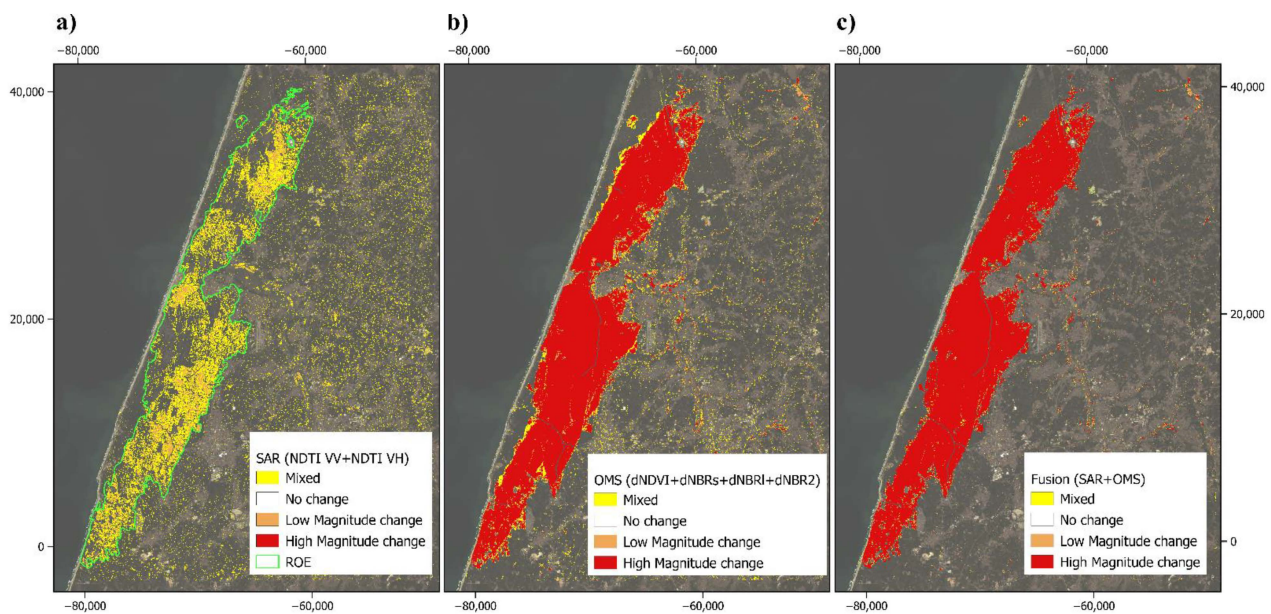 a)
b)
c)
−80,000 −60,000
−80,000 −60,000
−80,000 −60,000
40,000
20,000
0
40,000
20,000
0
SAR (NDTI VV+NDTI VH)
Mixed
No change
Low Magnitude change
High Magnitude change
ROE
OMS (dNDVI+dNBRs+dNBRl+dNBR2)
Mixed
No change
Low Magnitude change
High Magnitude change
Fusion (SAR+OMS)
Mixed
No change
Low Magnitude change
High Magnitude change
−80,000 −60,000
−80,000 −60,000
−80,000 −60,000